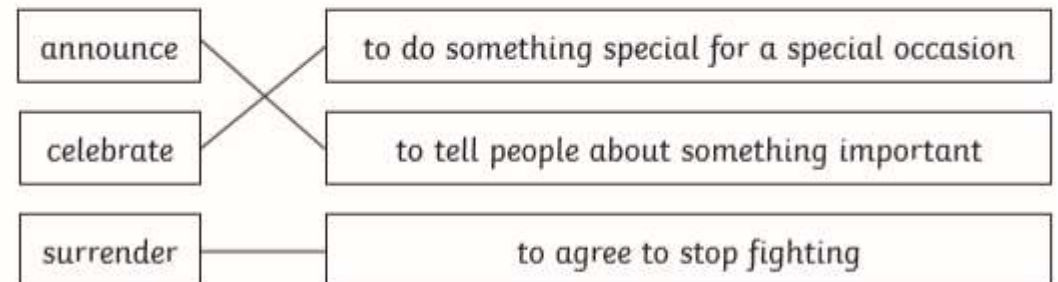 announce
to do something special for a special occasion
celebrate
to tell people about something important
surrender
to agree to stop fighting